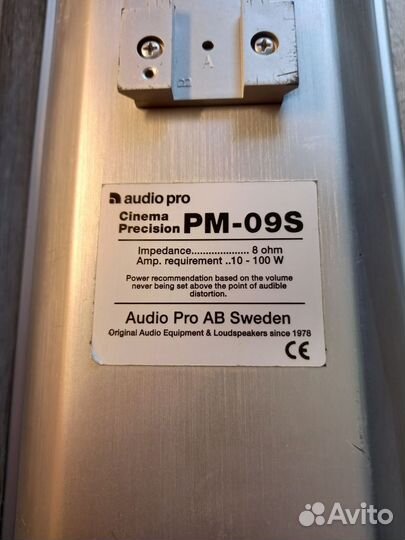 B
A
audio pro
Cinema
Precision PM-09S
Impedance.................... 8 ohm
Amp. requirement ..10 - 100 W
Power recommendation based on the volume
never being set above the point of audible
distortion.
Audio Pro AB Sweden
Original Audio Equipment & Loudspeakers since 1978
CE
Avito